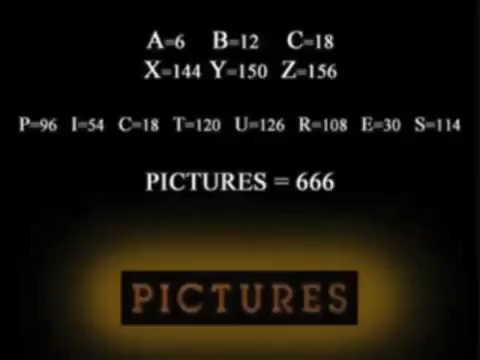 A=6 B=12 C=18
X=144 Y=150 Z=156
P=96 I=54 C=18 T=120 U=126 R=108 E=30 S=114
PICTURES = 666
PICTURES